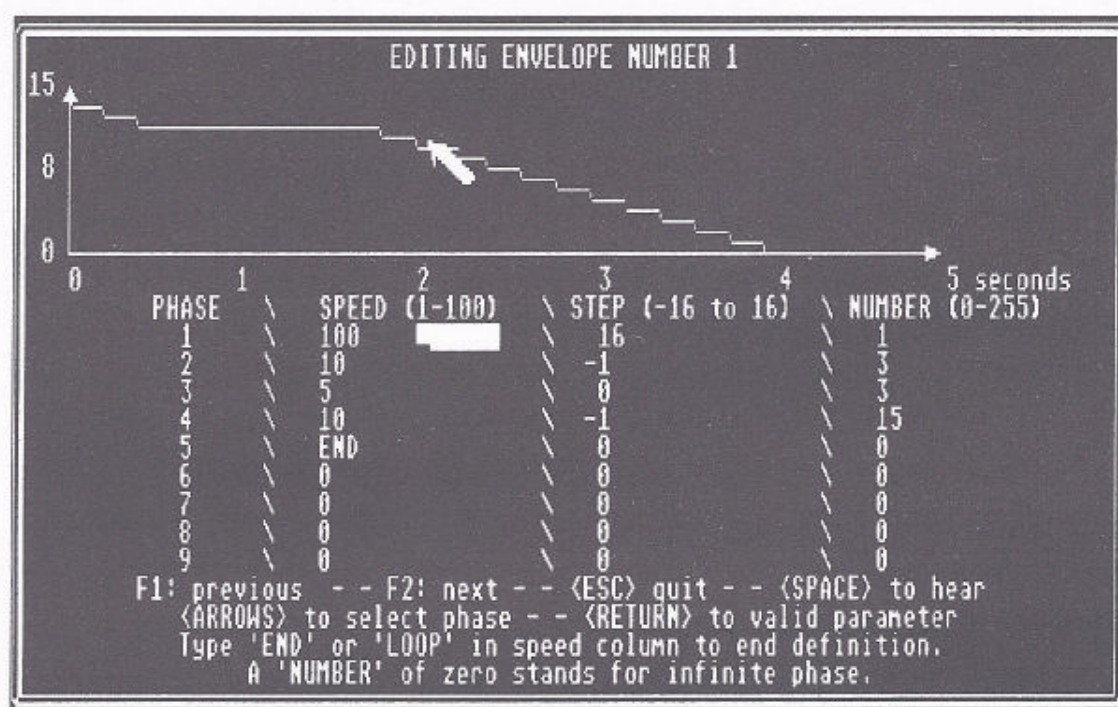 EDITING ENVELOPE NUMBER 1
15
8
0
0 1 2 3 4 5 seconds
PHASE \ SPEED (1-100) \ STEP (-16 to 16) \ NUMBER (0-255)
1 \ 100 \ 16 \ 1
2 \ 10 \ -1 \ 3
3 \ 5 \ 0 \ 3
4 \ 10 \ -1 \ 15
5 \ END \ 0 \ 0
6 \ 0 \ 0 \ 0
7 \ 0 \ 0 \ 0
8 \ 0 \ 0 \ 0
9 \ 0 \ 0 \ 0
F1: previous - - F2: next - - <ESC> quit - - <SPACE> to hear
<ARROWS> to select phase - - <RETURN> to valid parameter
Type 'END' or 'LOOP' in speed column to end definition.
A 'NUMBER' of zero stands for infinite phase.